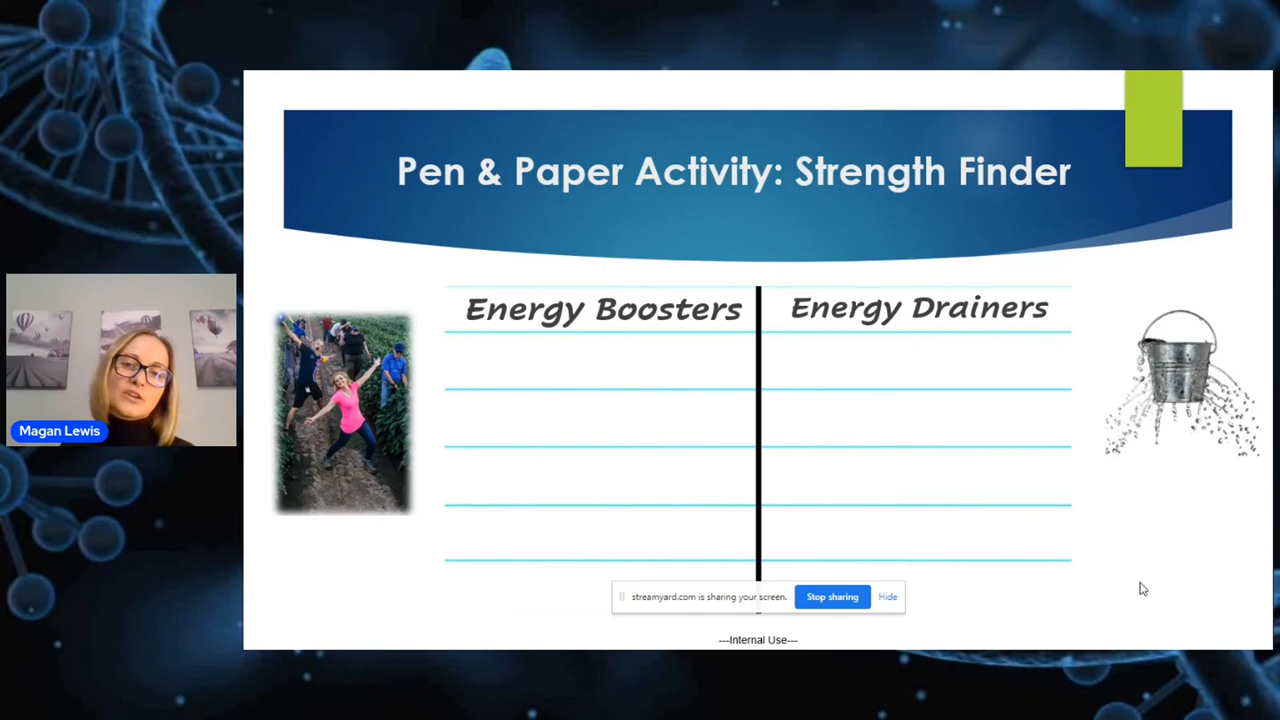 Pen & Paper Activity: Strength Finder
Energy Boosters
Energy Drainers
Magan Lewis
streamyard.com is sharing your screen.
Stop sharing
Hide
---Internal Use---